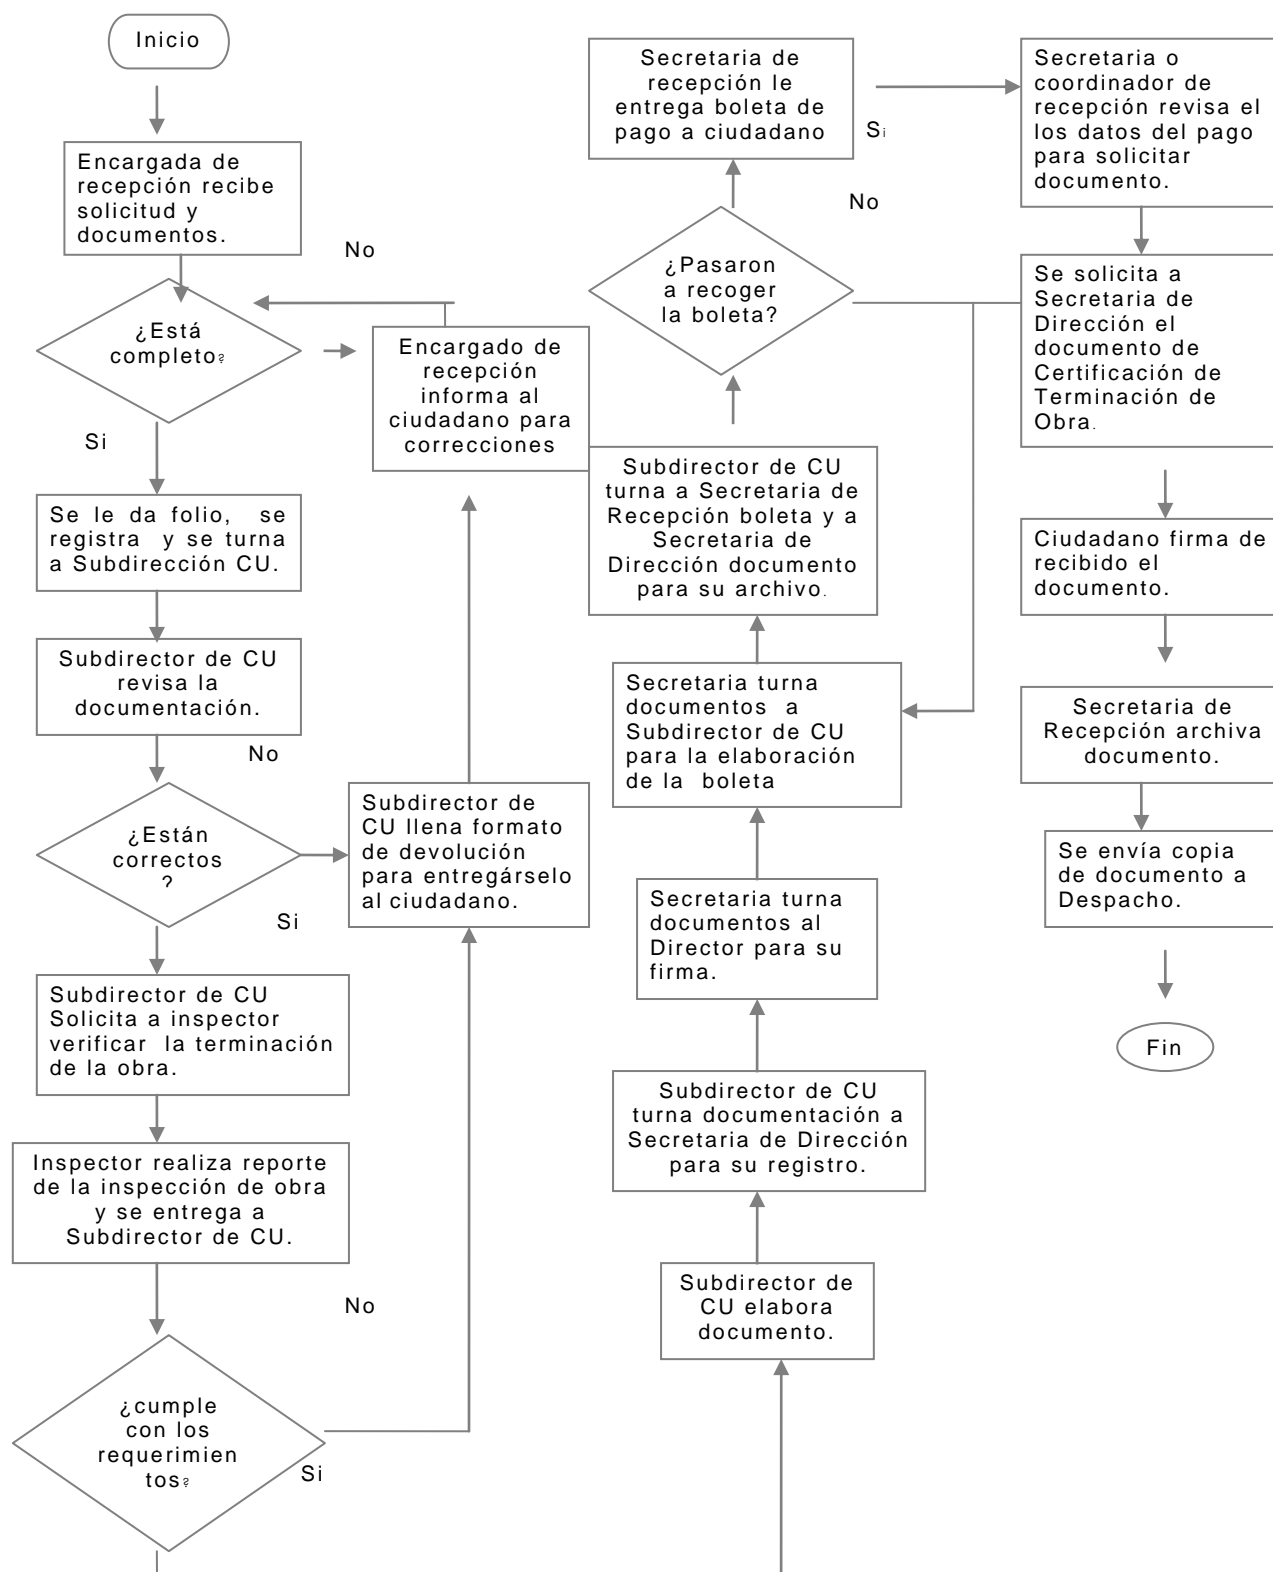 Inicio
Encargada de
recepción recibe
solicitud y
documentos.
No
¿Está
completo?
Encargado de
recepción
informa al
ciudadano para
correcciones
Si
Se le da folio, se
registra y se turna
a Subdirección CU.
Subdirector de CU
revisa la
documentación.
No
¿Están
correctos
?
Subdirector de
CU llena formato
de devolución
para entregárselo
al ciudadano.
Si
Subdirector de CU
Solicita a inspector
verificar la terminación
de la obra.
Inspector realiza reporte
de la inspección de obra
y se entrega a
Subdirector de CU.
No
¿cumple
con los
requerimien
tos?
Si
Secretaria de
recepción le
entrega boleta de
pago a ciudadano
Si
No
¿Pasaron
a recoger
la boleta?
Subdirector de CU
turna a Secretaria de
Recepción boleta y a
Secretaria de
Dirección documento
para su archivo.
Secretaria turna
documentos a
Subdirector de CU
para la elaboración
de la boleta
Secretaria turna
documentos al
Director para su
firma.
Subdirector de CU
turna documentación a
Secretaria de Dirección
para su registro.
Subdirector de
CU elabora
documento.
Secretaria o
coordinador de
recepción revisa el
los datos del pago
para solicitar
documento.
Se solicita a
Secretaria de
Dirección el
documento de
Certificación de
Terminación de
Obra.
Ciudadano firma de
recibido el
documento.
Secretaria de
Recepción archiva
documento.
Se envía copia
de documento a
Despacho.
Fin